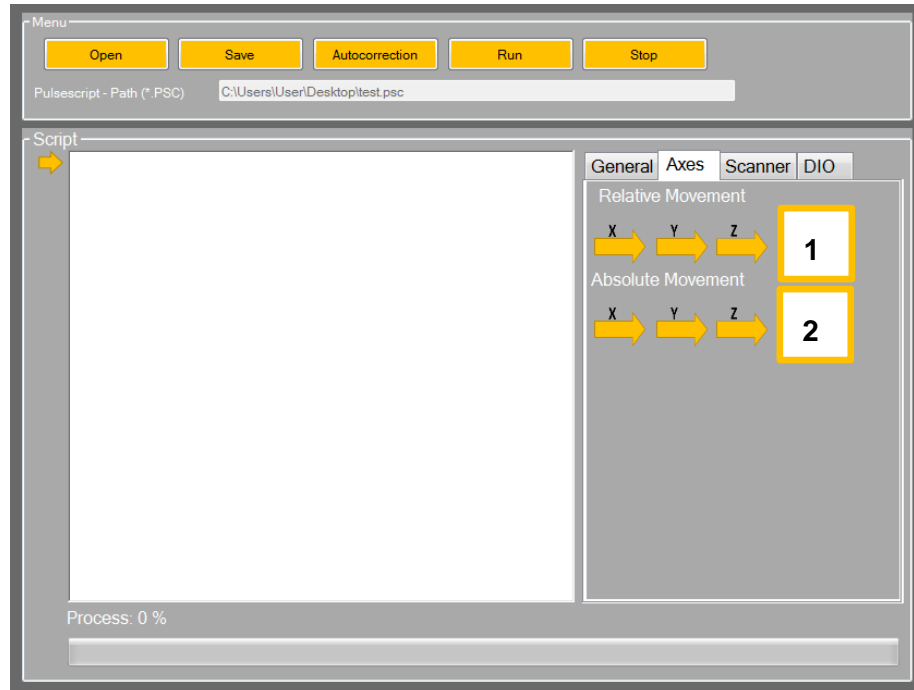 Menu
Open Save Autocorrection Run Stop
Pulsescript - Path (*.PSC) C:\Users\User\Desktop\test.psc
Script
General Axes Scanner DIO
Relative Movement
X Y Z 1
Absolute Movement
X Y Z 2
Process: 0 %